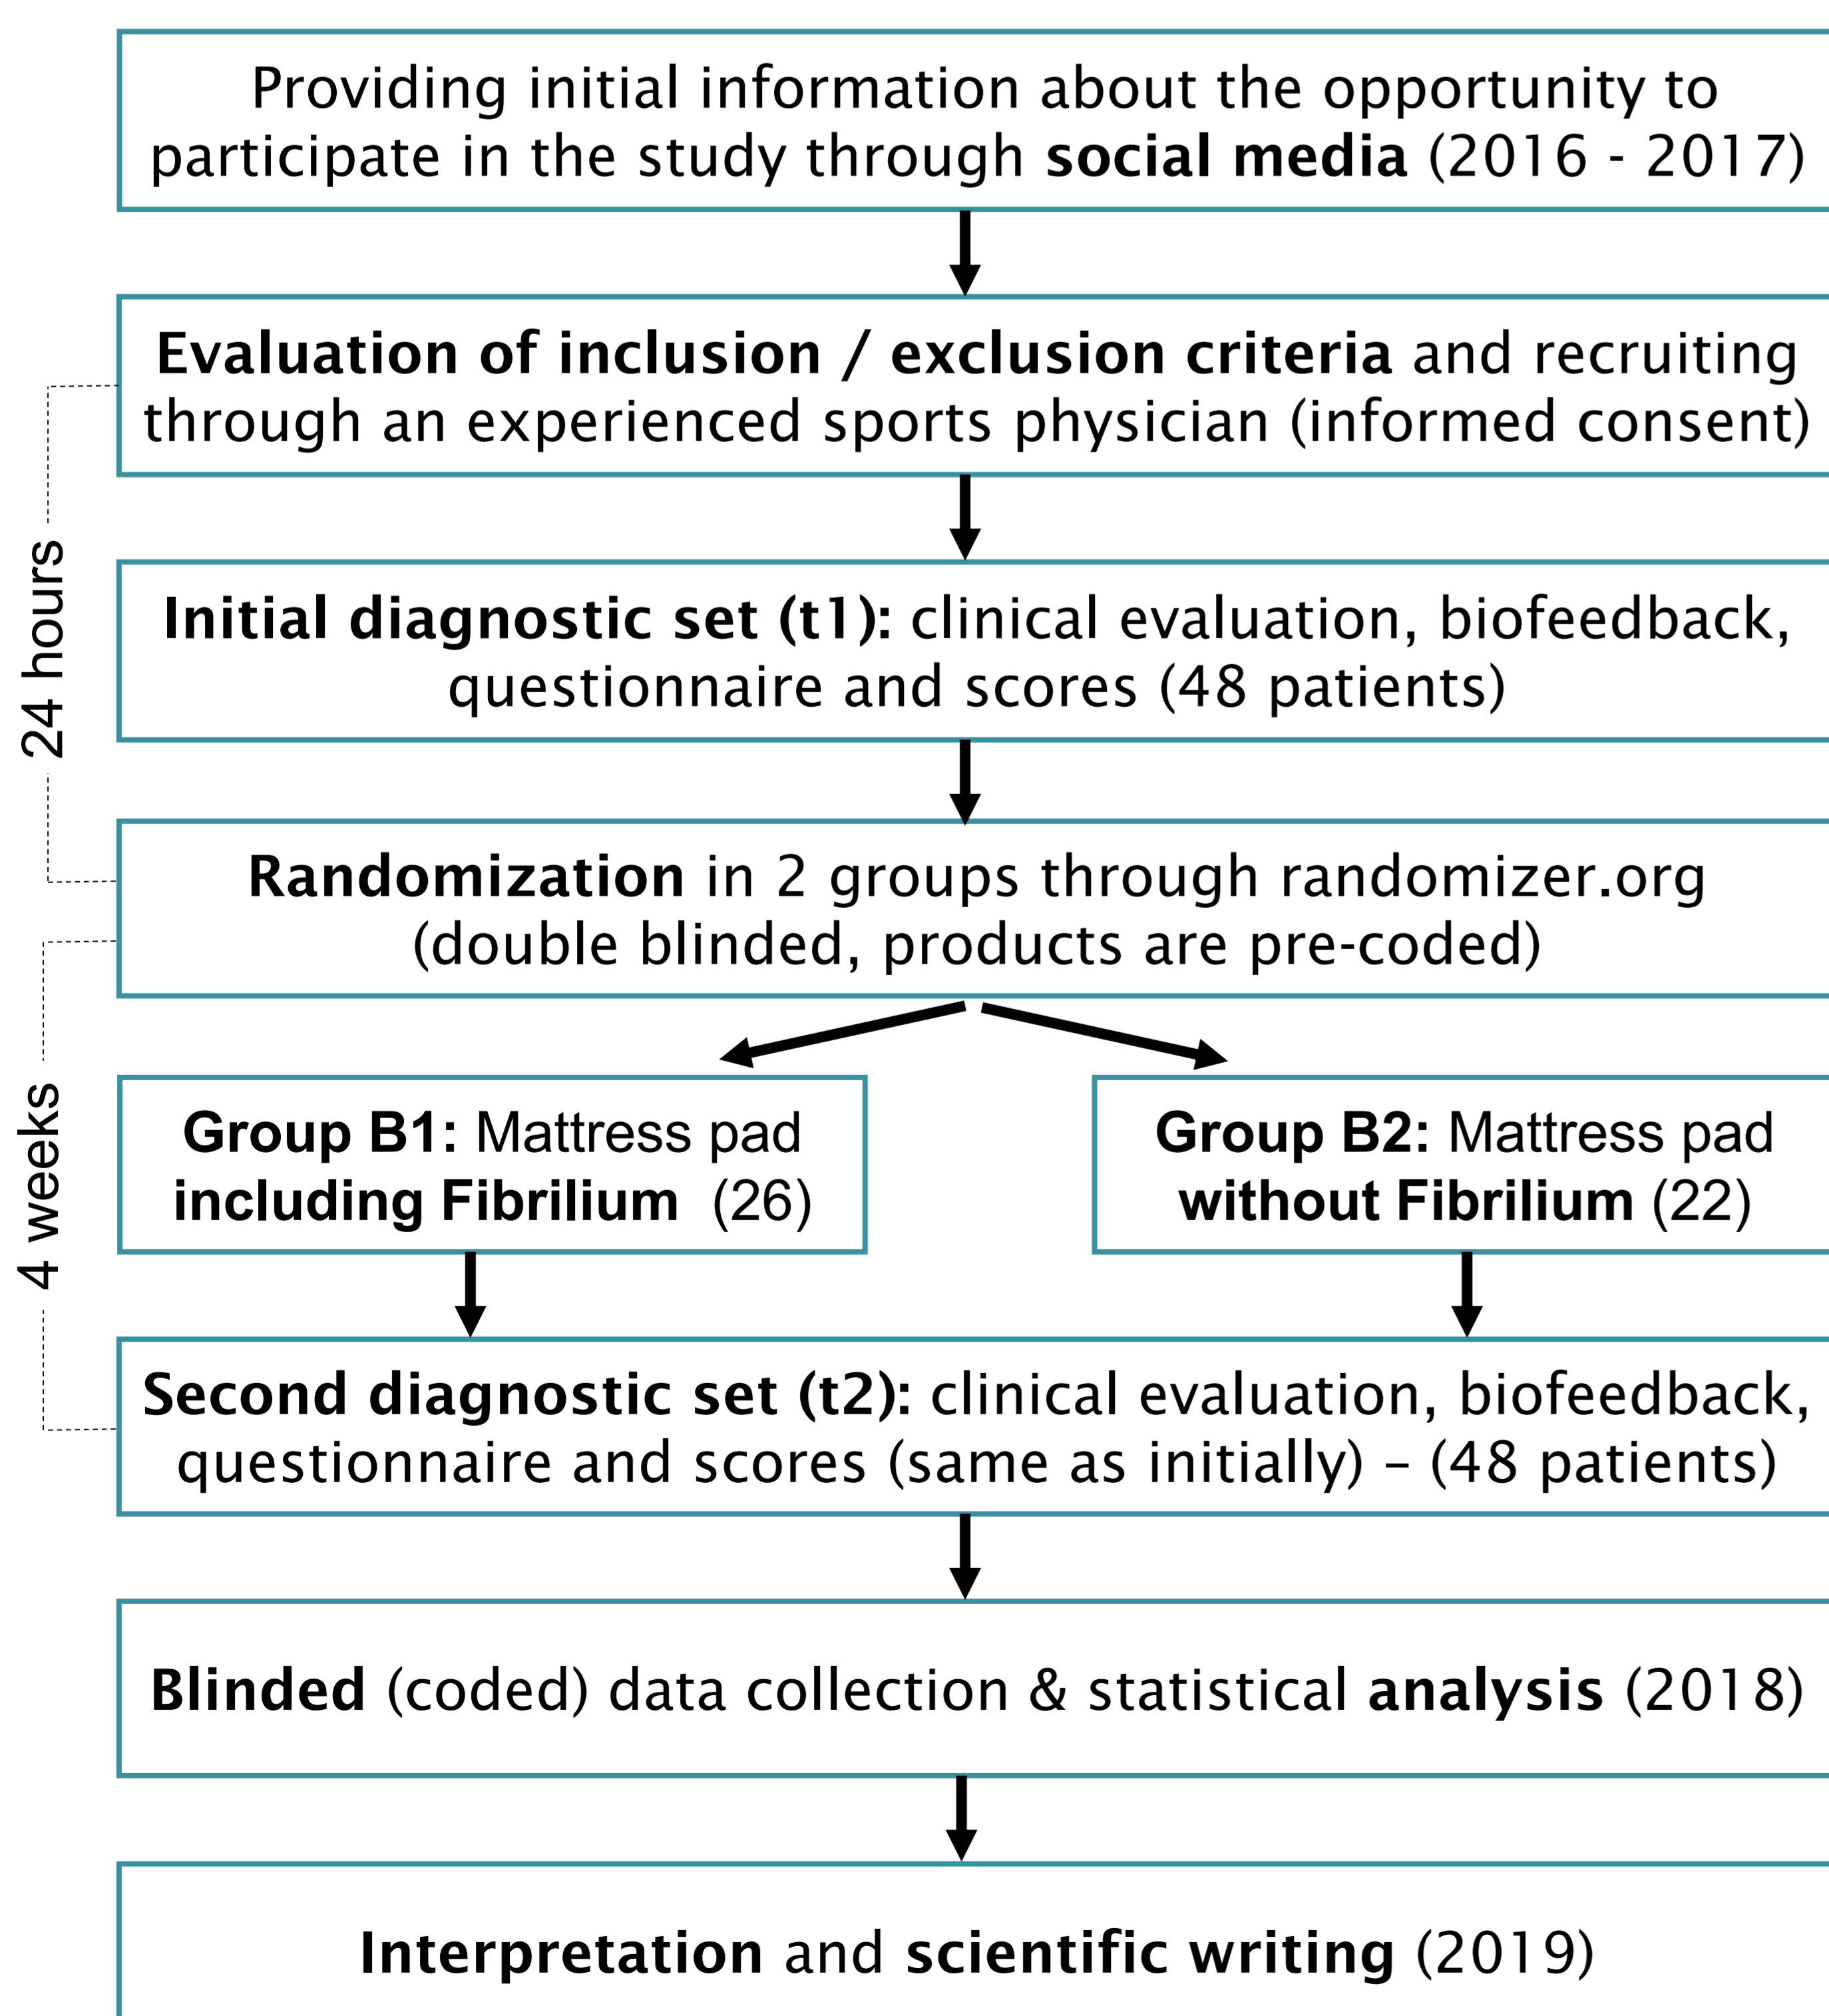 Providing initial information about the opportunity to
participate in the study through social media (2016 - 2017)
Evaluation of inclusion / exclusion criteria and recruiting
through an experienced sports physician (informed consent)
24 hours
Initial diagnostic set (t1): clinical evaluation, biofeedback,
questionnaire and scores (48 patients)
Randomization in 2 groups through randomizer.org
(double blinded, products are pre-coded)
4 weeks
Group B1: Mattress pad
including Fibrilium (26)
Group B2: Mattress pad
without Fibrilium (22)
Second diagnostic set (t2): clinical evaluation, biofeedback,
questionnaire and scores (same as initially) – (48 patients)
Blinded (coded) data collection & statistical analysis (2018)
Interpretation and scientific writing (2019)